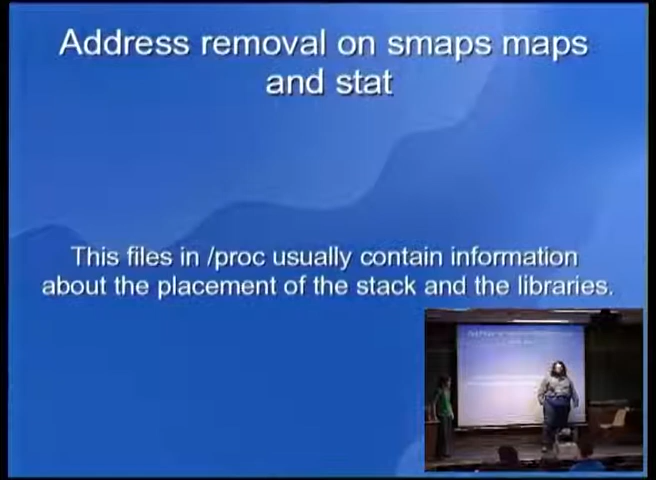 Address removal on smaps maps
and stat
This files in /proc usually contain information
about the placement of the stack and the libraries.